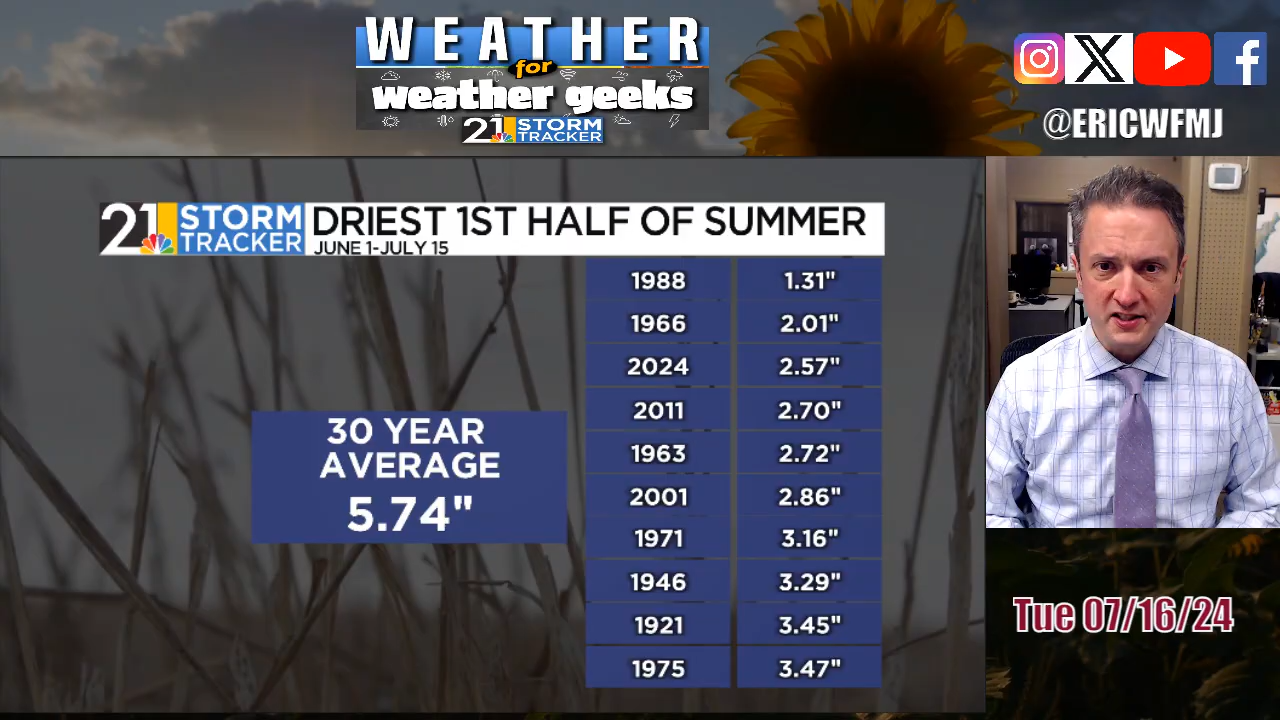 WEATHER
for
weather geeks
21 STORM
TRACKER
@ERICWFMJ
21 STORM
TRACKER
DRIEST 1ST HALF OF SUMMER
JUNE 1-JULY 15
1988 1.31"
1966 2.01"
2024 2.57"
2011 2.70"
1963 2.72"
2001 2.86"
1971 3.16"
1946 3.29"
1921 3.45"
1975 3.47"
30 YEAR
AVERAGE
5.74"
Tue 07/16/24